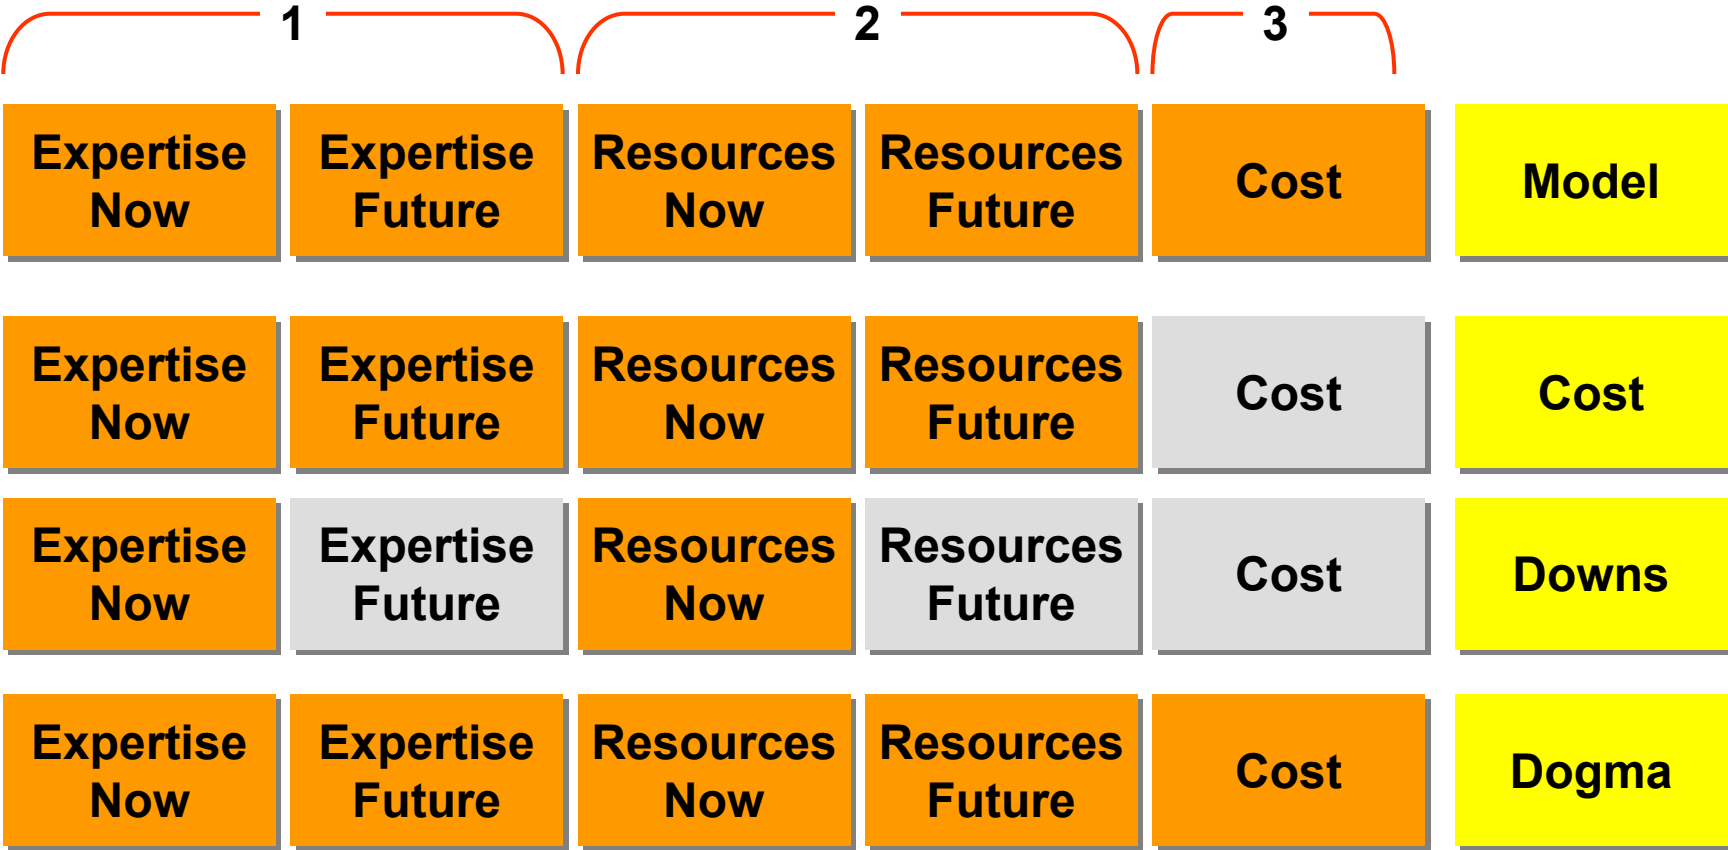 1 2 3
Expertise Expertise Resources Resources
Now Future Now Future Cost Model
Expertise Expertise Resources Resources
Now Future Now Future Cost Cost
Expertise Expertise Resources Resources
Now Future Now Future Cost Downs
Expertise Expertise Resources Resources
Now Future Now Future Cost Dogma